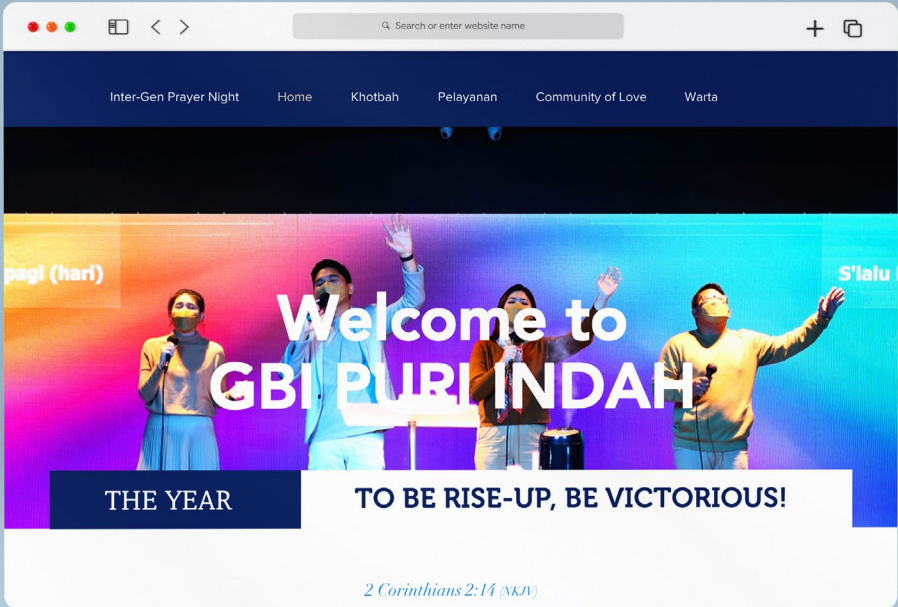 Search or enter website name
Inter-Gen Prayer Night Home Khotbah Pelayanan Community of Love Warta
pagi (hari)
S'lalu
Welcome to
GBI PURI INDAH
THE YEAR
TO BE RISE-UP, BE VICTORIOUS!
2 Corinthians 2:14 (NKJV)